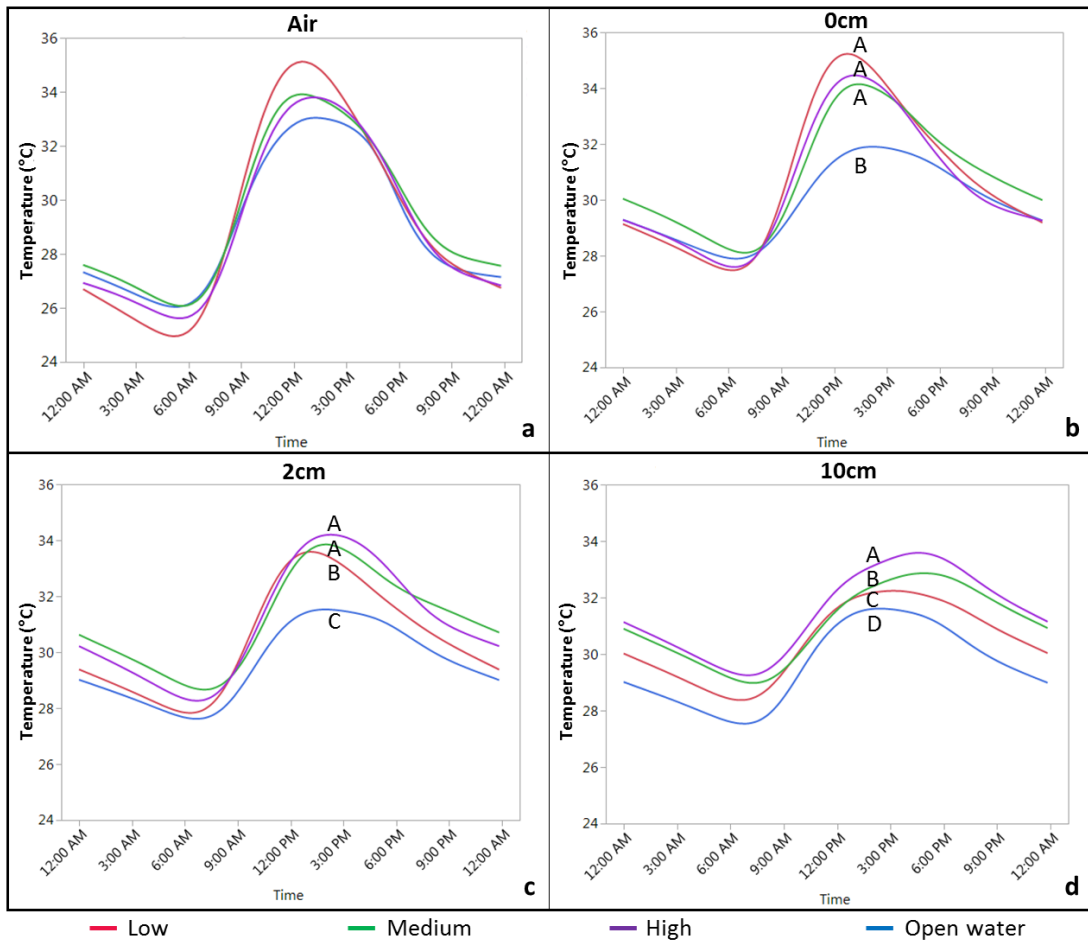 Air
Temperature (°C)
36
34
32
30
28
26
24
12:00 AM
3:00 AM
6:00 AM
9:00 AM
12:00 PM
3:00 PM
6:00 PM
9:00 PM
12:00 AM
Time
a
0cm
Temperature (°C)
36
34
32
30
28
26
24
A
A
A
B
12:00 AM
3:00 AM
6:00 AM
9:00 AM
12:00 PM
3:00 PM
6:00 PM
9:00 PM
12:00 AM
Time
b
2cm
Temperature (°C)
36
34
32
30
28
26
24
A
A
B
C
12:00 AM
3:00 AM
6:00 AM
9:00 AM
12:00 PM
3:00 PM
6:00 PM
9:00 PM
12:00 AM
Time
c
10cm
Temperature (°C)
36
34
32
30
28
26
24
A
B
C
D
12:00 AM
3:00 AM
6:00 AM
9:00 AM
12:00 PM
3:00 PM
6:00 PM
9:00 PM
12:00 AM
Time
d
Low Medium High Open water